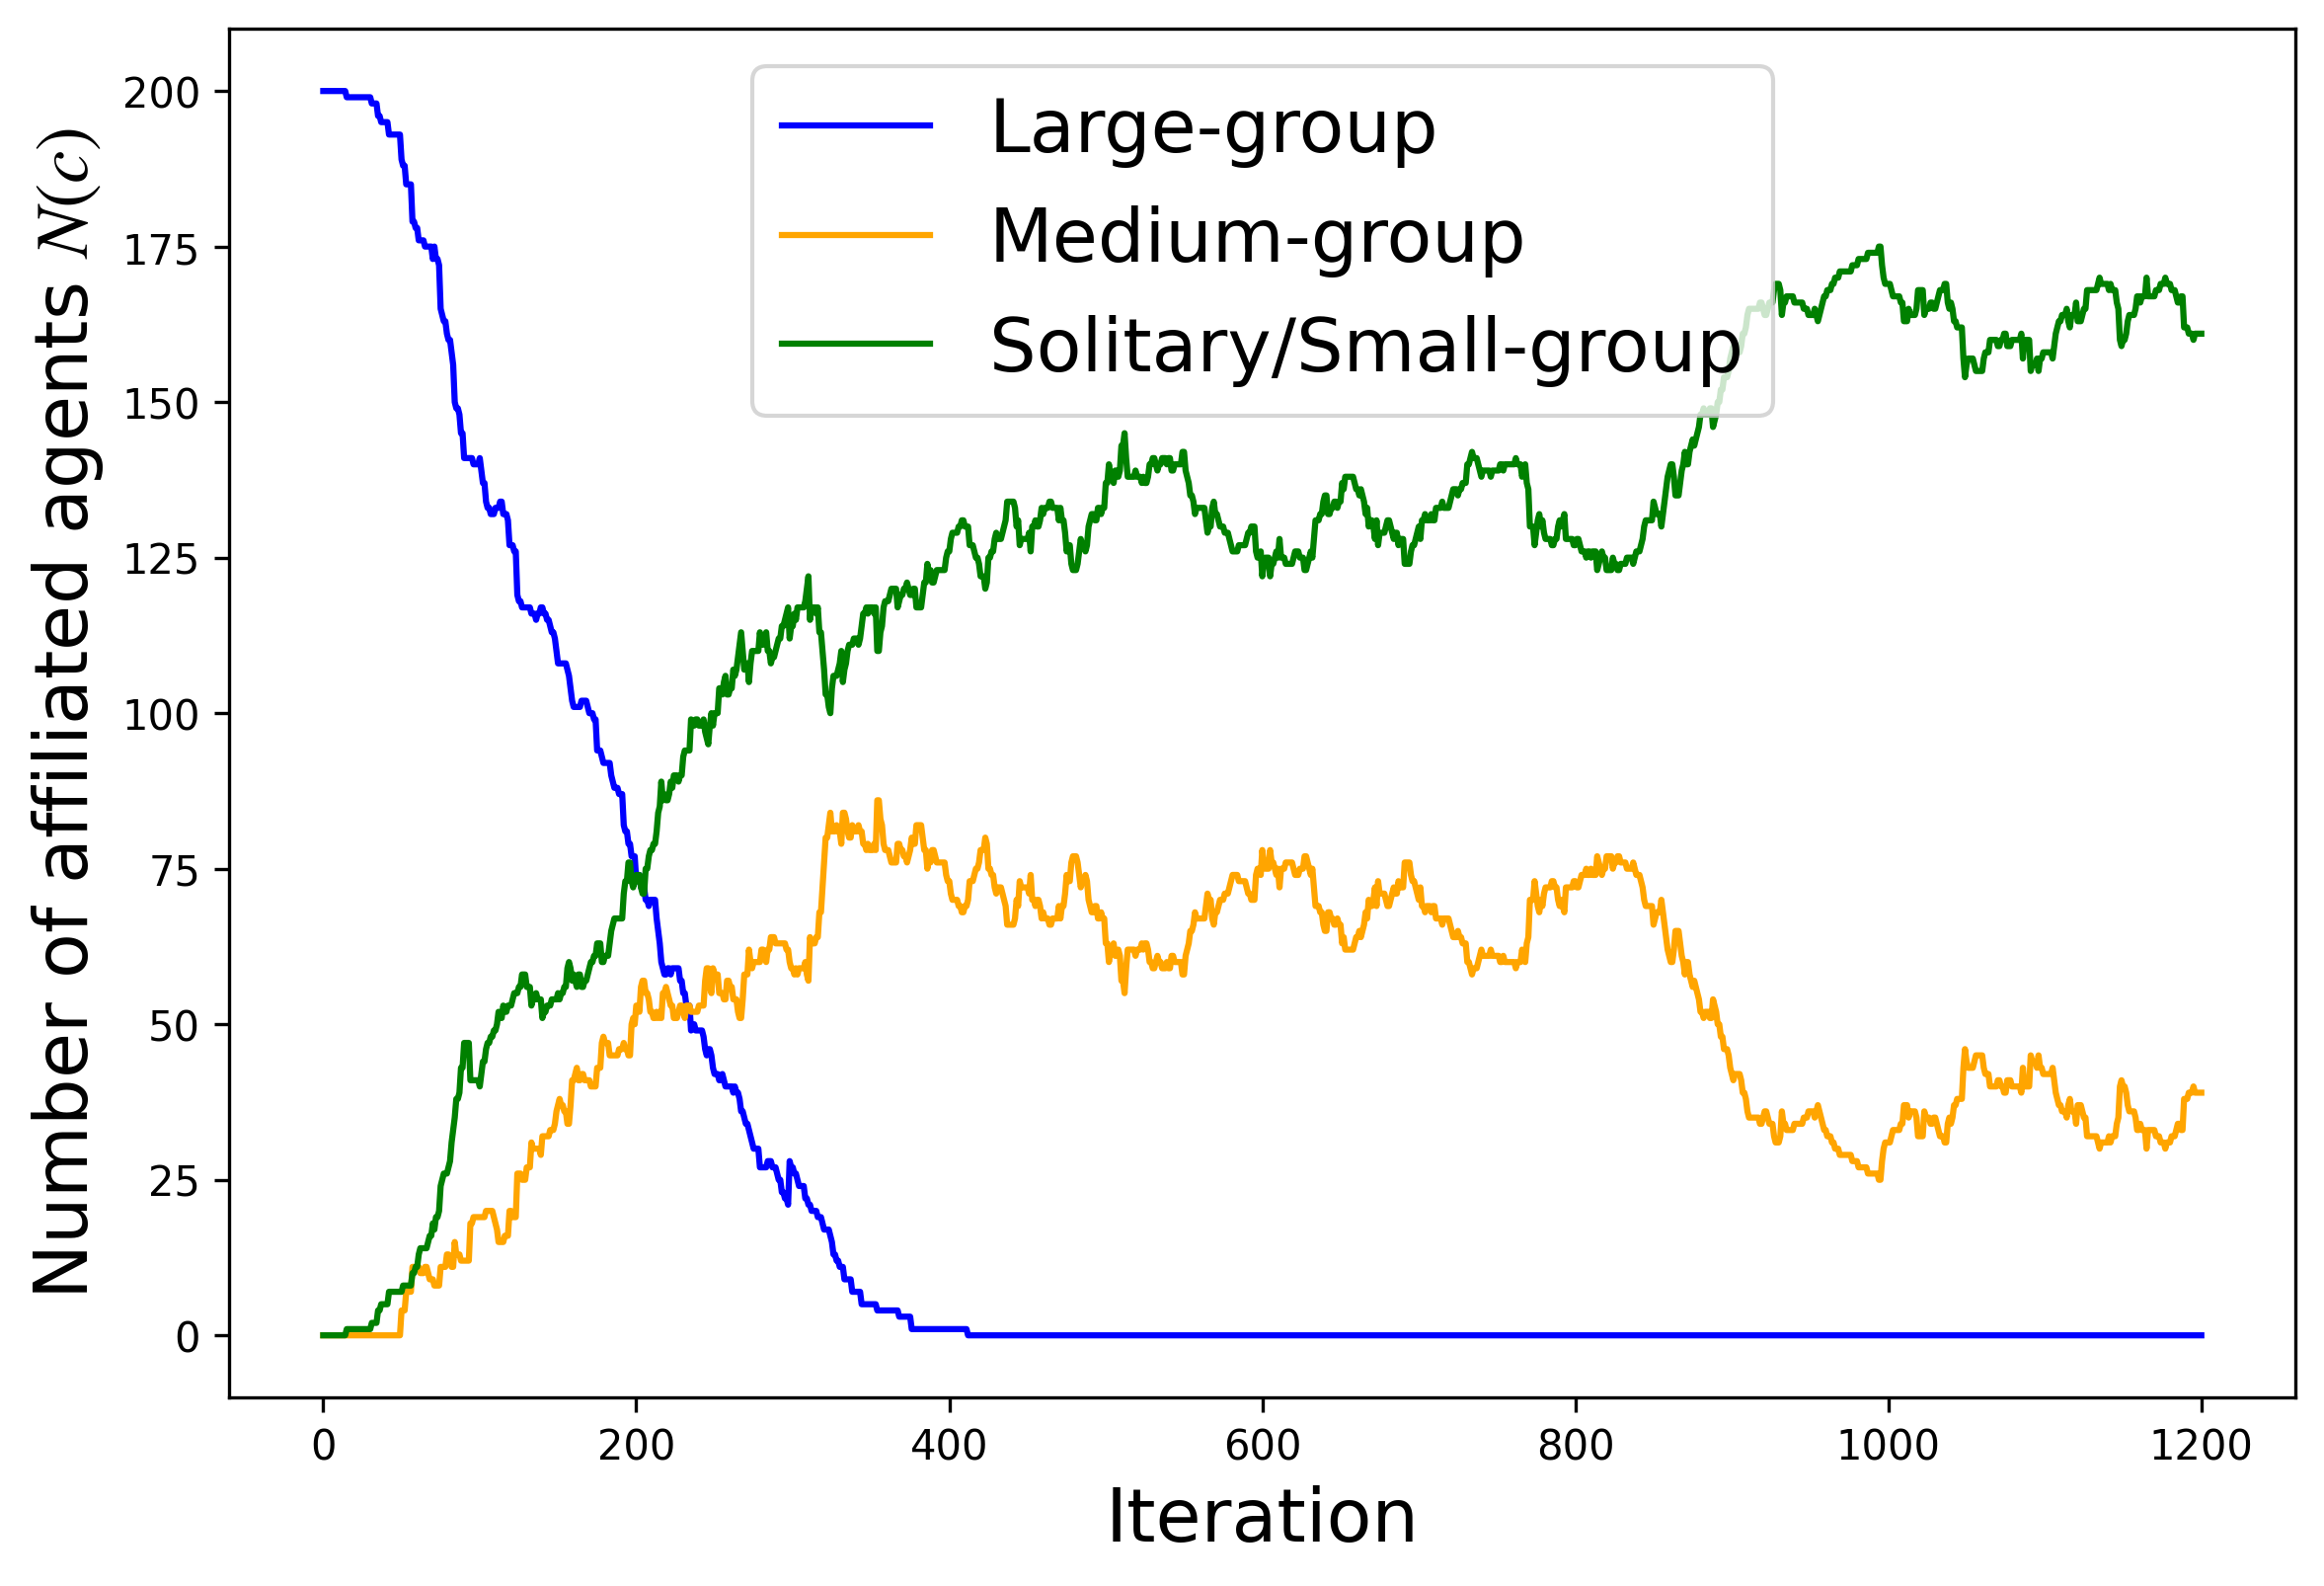 Number of affiliated agents N(c)
200
175
150
125
100
75
50
25
0
Large-group
Medium-group
Solitary/Small-group
0 200 400 600 800 1000 1200
Iteration